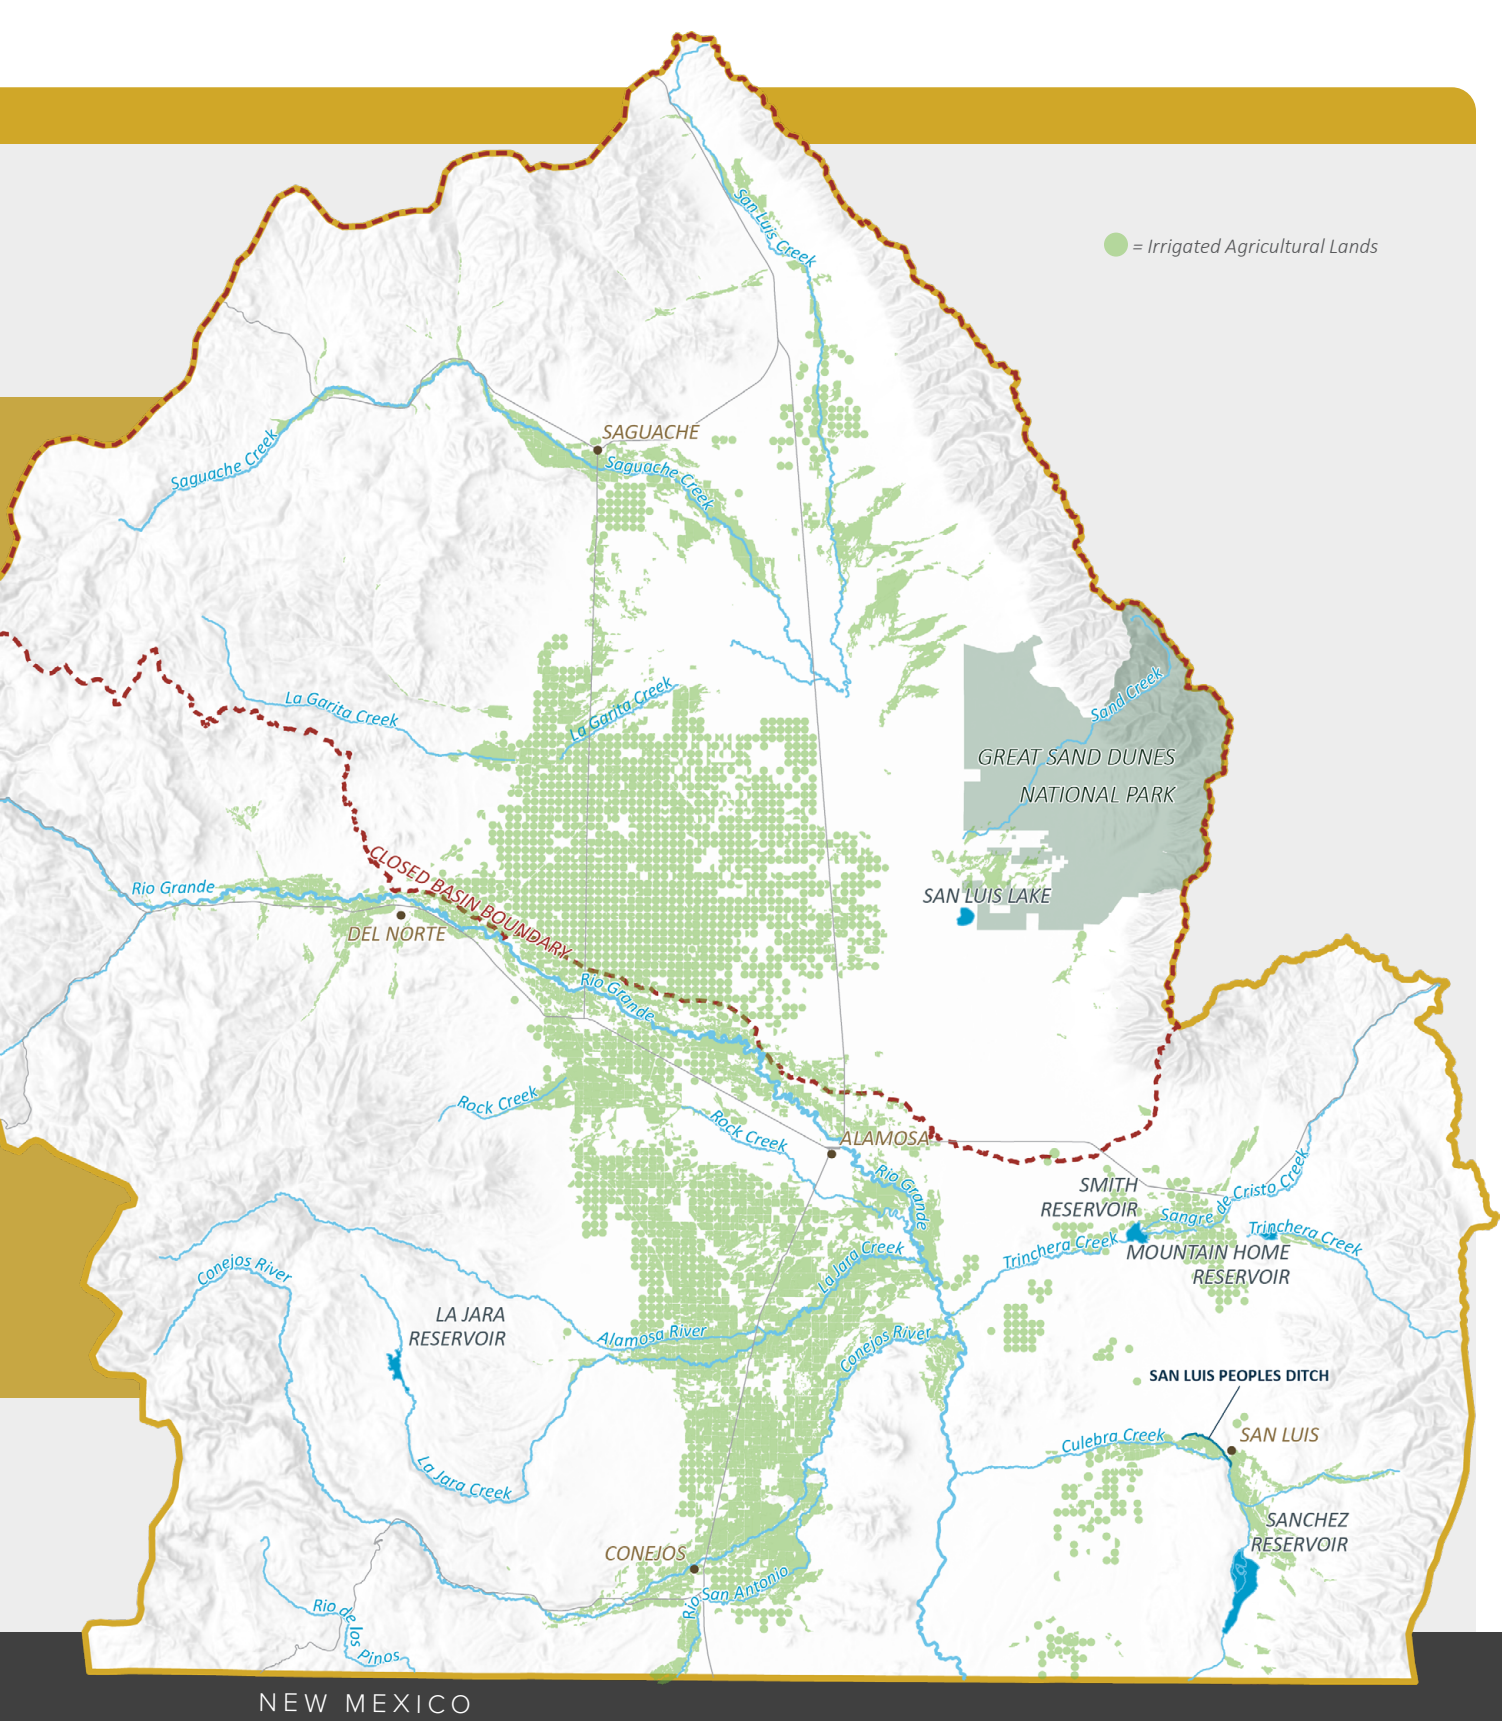 San Luis Creek
= Irrigated Agricultural Lands
SAGUACHE
Saguache Creek
Saguache Creek
La Garita Creek
La Garita Creek
Sand Creek
GREAT SAND DUNES
NATIONAL PARK
CLOSED BASIN BOUNDARY
Rio Grande
SAN LUIS LAKE
DEL NORTE
Rio Grande
Rock Creek
Rock Creek
ALAMOSA
Rio Grande
SMITH
RESERVOIR
Sangre de Cristo Creek
Trinchera Creek
Trinchera Creek
MOUNTAIN HOME
RESERVOIR
Conejos River
La Jara Creek
LA JARA
RESERVOIR
Alamosa River
Conejos River
SAN LUIS PEOPLES DITCH
Culebra Creek
SAN LUIS
La Jara Creek
SANCHEZ
RESERVOIR
CONEJOS
Rio San Antonio
Rio de los Pinos
NEW MEXICO